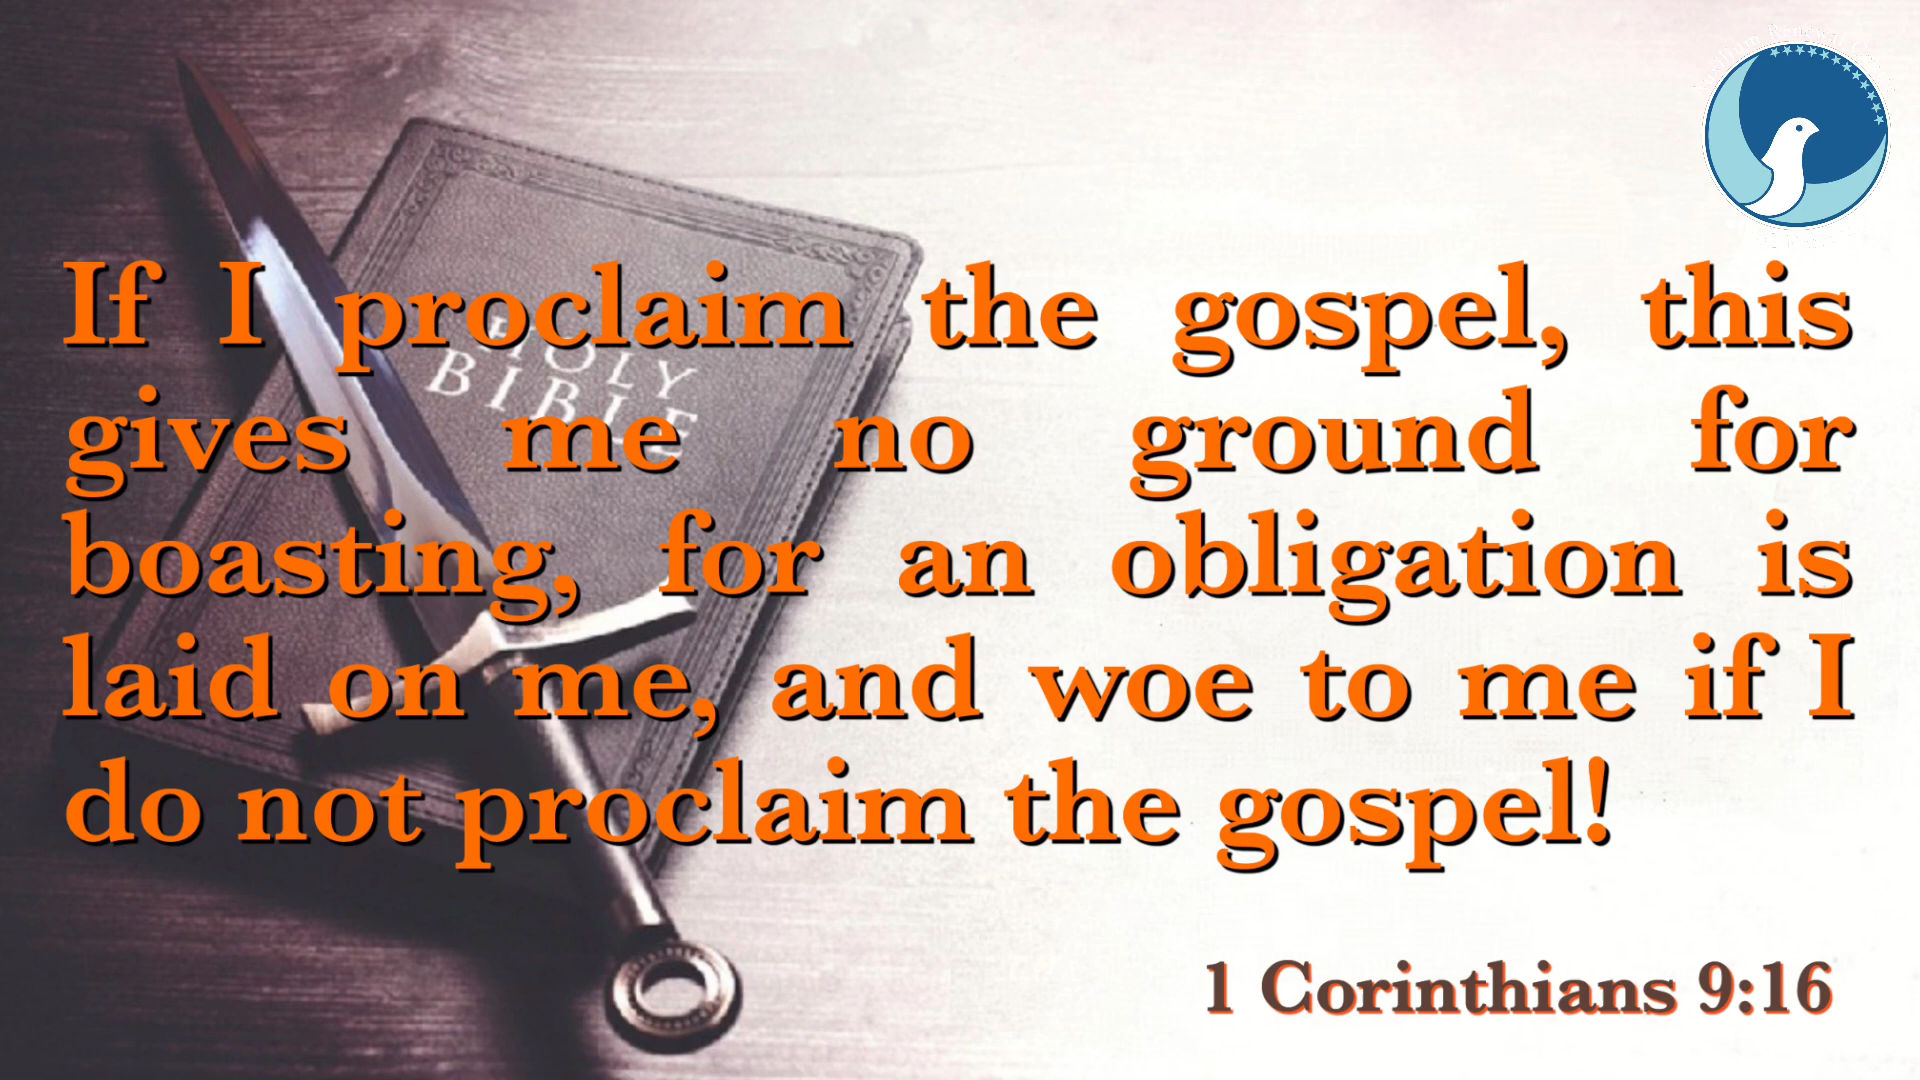 If I proclaim the gospel, this
gives me no ground for
boasting, for an obligation is
laid on me, and woe to me if I
do not proclaim the gospel!
1 Corinthians 9:16
HOLY
BIBLE